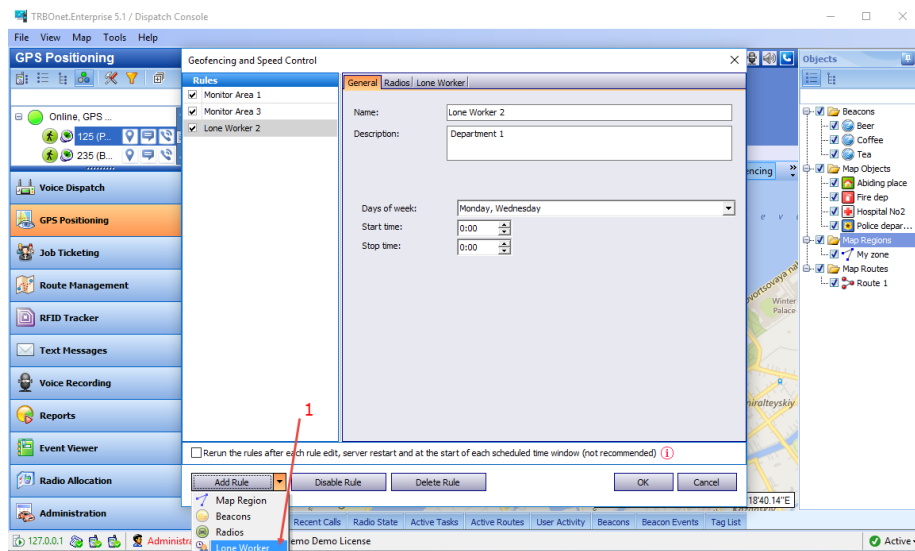 TRBOnet.Enterprise 5.1 / Dispatch Console
File View Map Tools Help
GPS Positioning
Online, GPS ...
125 (P...
235 (B...
Voice Dispatch
GPS Positioning
Job Ticketing
Route Management
RFID Tracker
Text Messages
Voice Recording
Reports
Event Viewer
Radio Allocation
Administration
Geofencing and Speed Control
Rules
Monitor Area 1
Monitor Area 3
Lone Worker 2
General Radios Lone Worker
Name: Lone Worker 2
Description: Department 1
Days of week: Monday, Wednesday
Start time: 0:00
Stop time: 0:00
1
Rerun the rules after each rule edit, server restart and at the start of each scheduled time window (not recommended)
Add Rule Disable Rule Delete Rule OK Cancel
Map Region
Beacons
Radios
Lone Worker
encing
e v
Winter
Palace
niralteyskiy
18'40.14"E
Objects
Beacons
Beer
Coffee
Tea
Map Objects
Abiding place
Fire dep
Hospital No2
Police depar...
Map Regions
My zone
Map Routes
Route 1
Recent Calls Radio State Active Tasks Active Routes User Activity Beacons Beacon Events Tag List
127.0.0.1 Administra emo Demo License Active